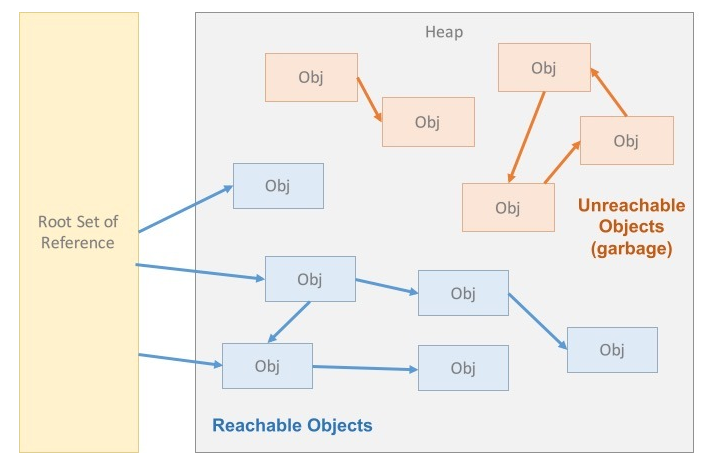 Heap
Obj
Obj
Obj
Obj
Obj
Obj
Unreachable
Objects
(garbage)
Root Set of
Reference
Obj
Obj
Obj
Obj
Obj
Reachable Objects